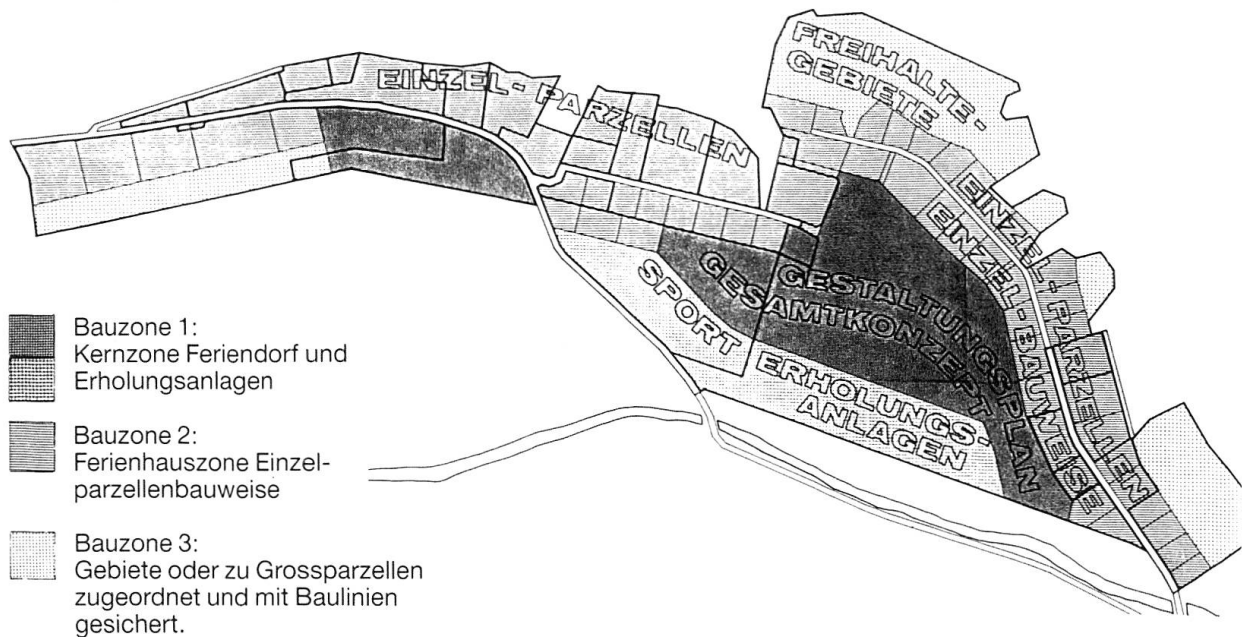 FREIHALTE-
GEBIETE
EINZEL-PARZELLEN
EINZEL-PARZELLEN
EINZEL-BAUWEISE
GESTALTUNGSPLAN
GESAMTKONZEPT
SPORT ERHOLUNGS-
ANLAGEN
Bauzone 1:
Kernzone Feriendorf und
Erholungsanlagen
Bauzone 2:
Ferienhauszone Einzel-
parzellenbauweise
Bauzone 3:
Gebiete oder zu Grossparzellen
zugeordnet und mit Baulinien
gesichert.